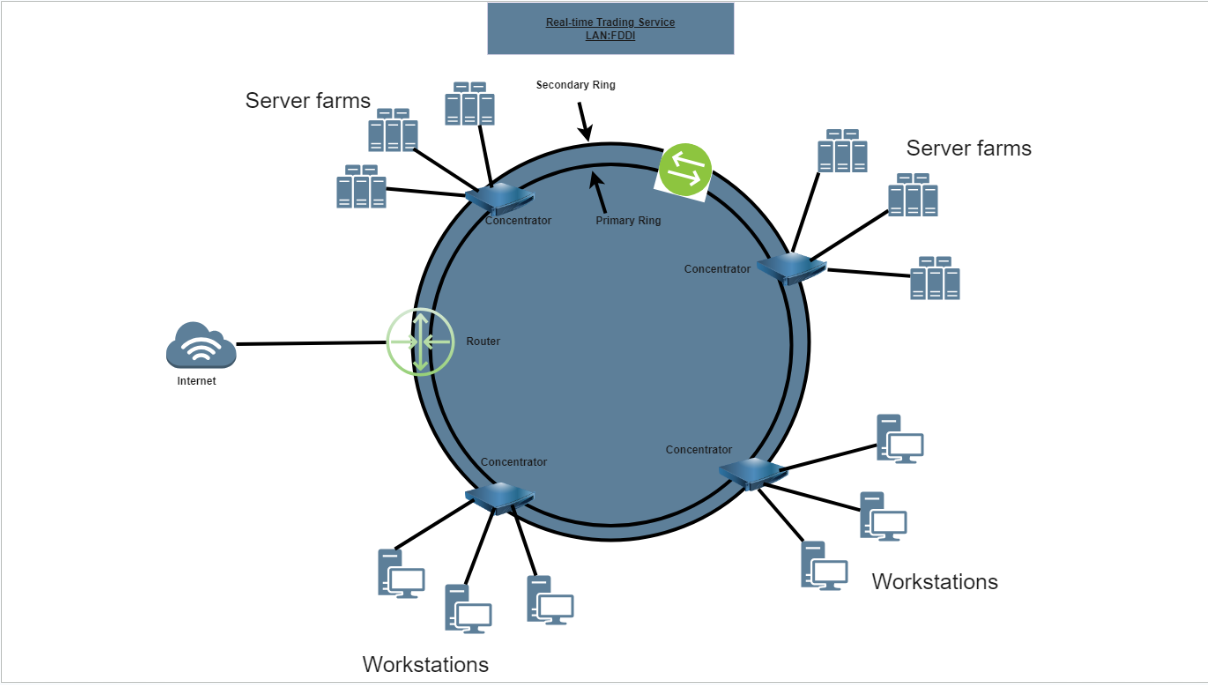 Real-time Trading Service
LAN:FDDI
Secondary Ring
Server farms
Server farms
Concentrator
Primary Ring
Concentrator
Router
Internet
Concentrator
Concentrator
Workstations
Workstations